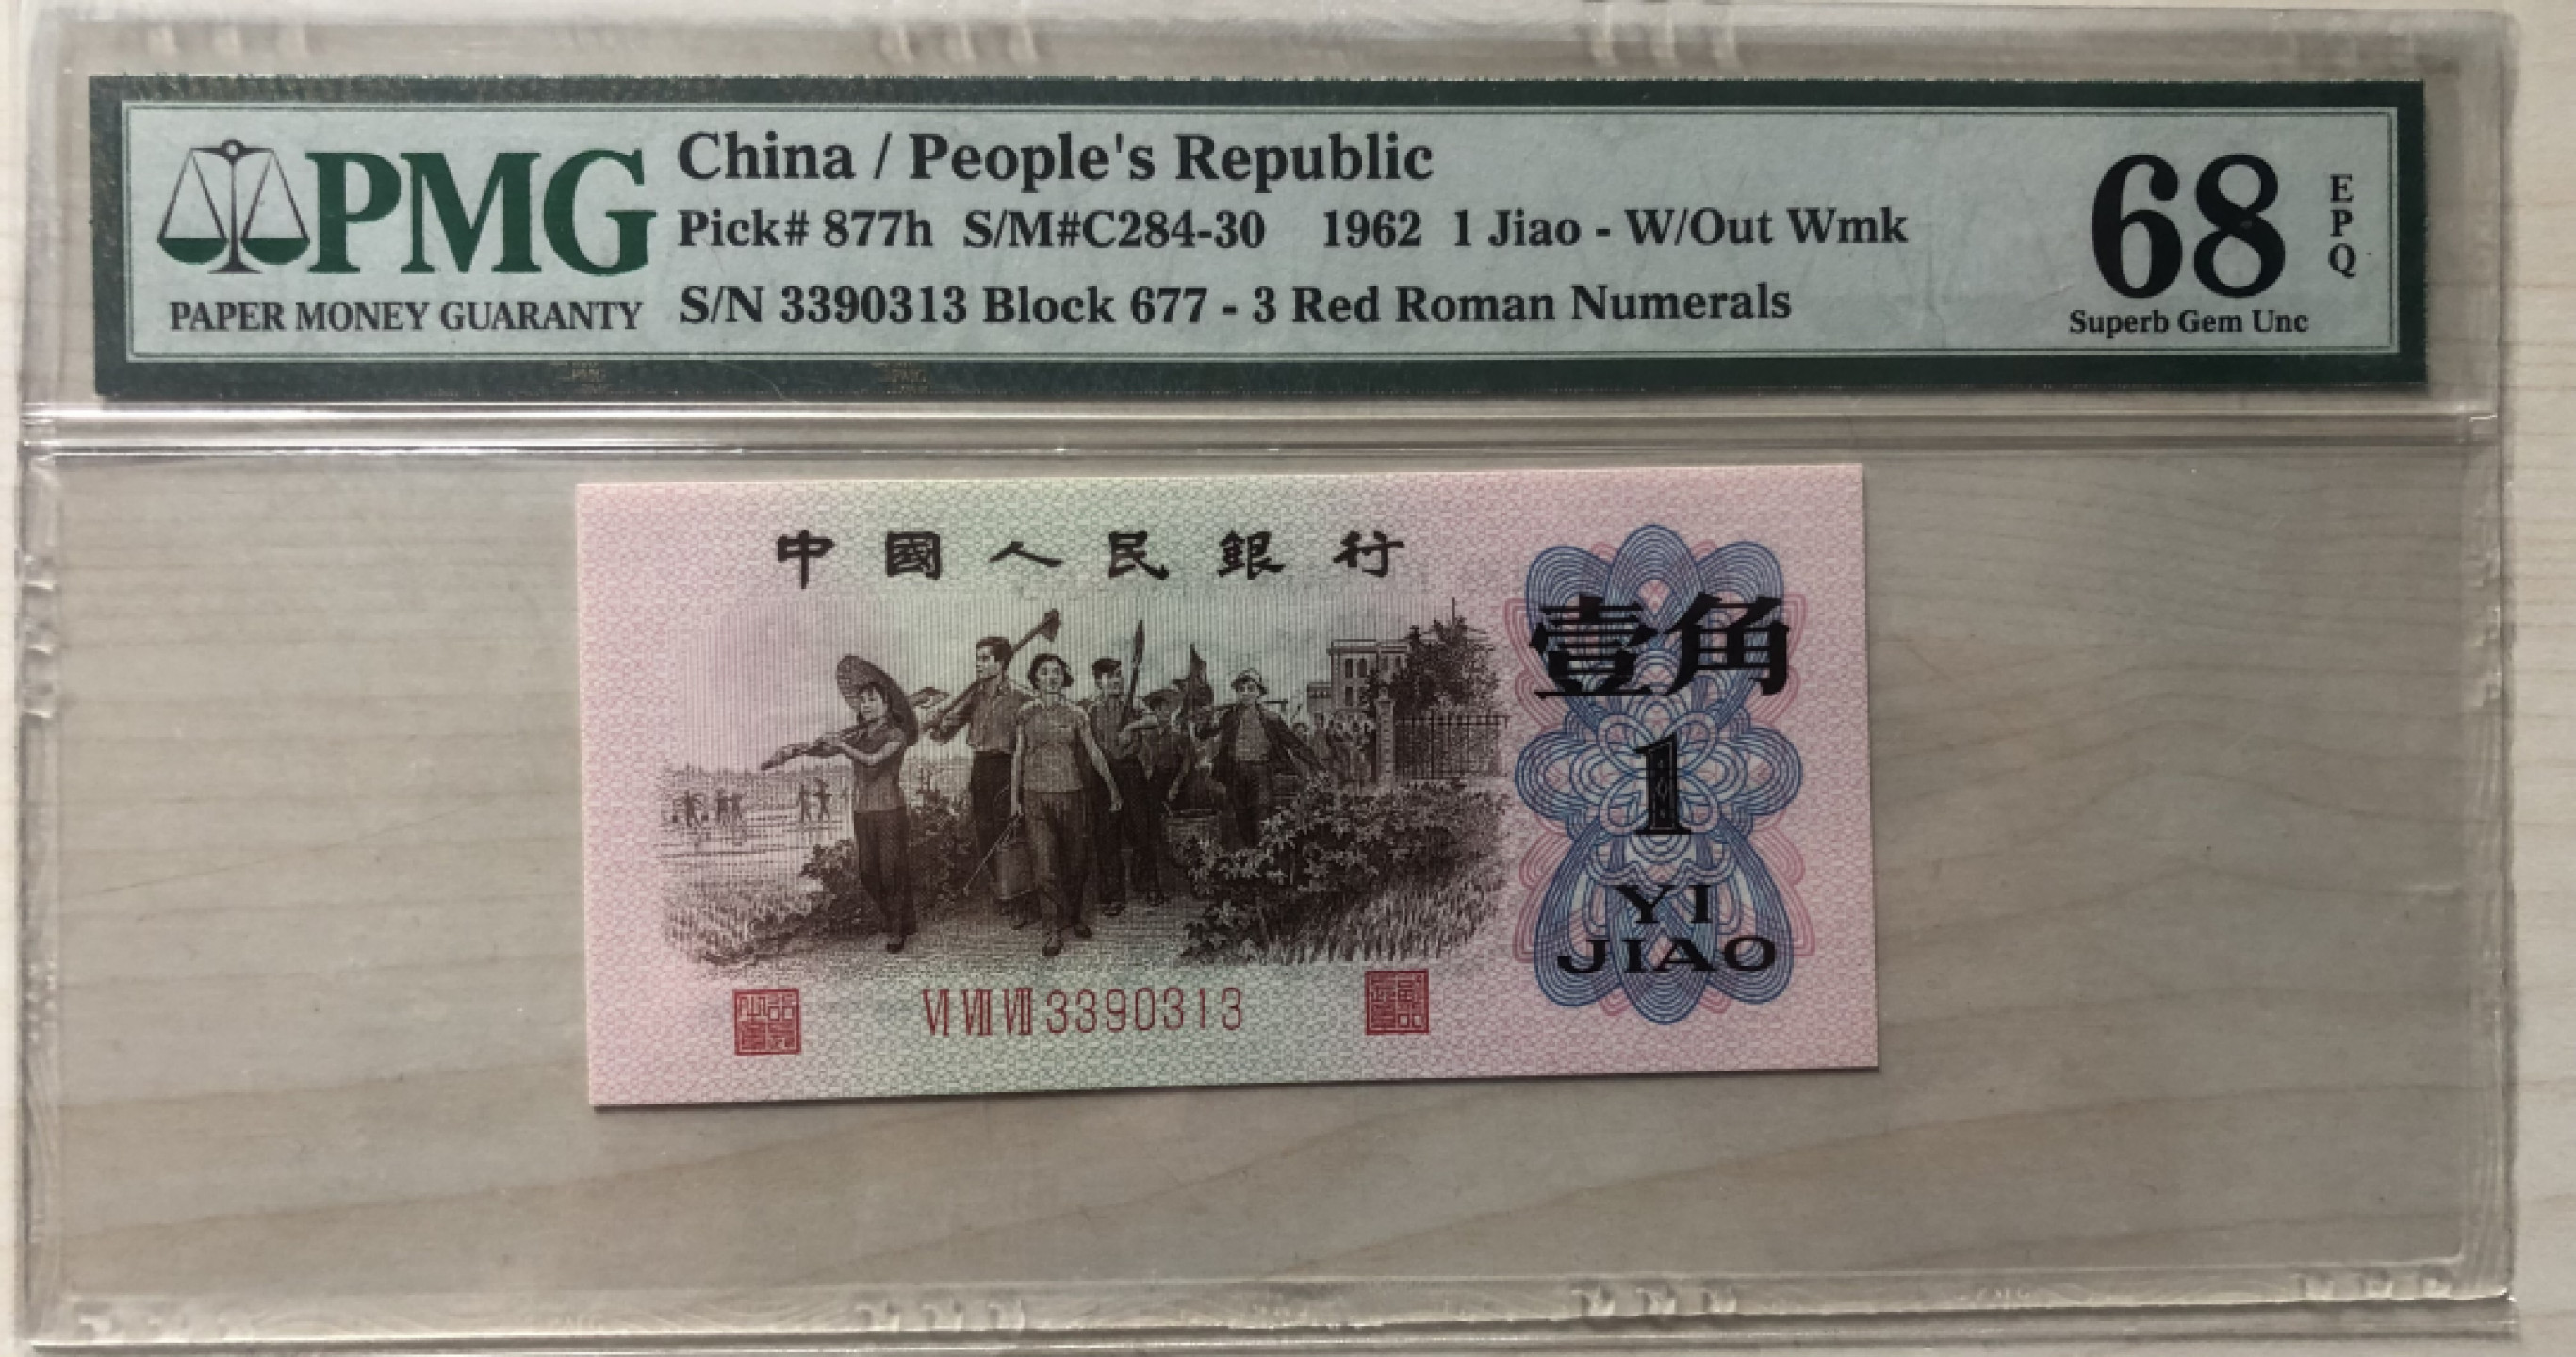 PMG
PAPER MONEY GUARANTY
China / People's Republic
Pick# 877h S/M#C284-30 1962 1 Jiao - W/Out Wmk
S/N 3390313 Block 677 - 3 Red Roman Numerals
68
EPQ
Superb Gem Unc
中國人民銀行
壹角
1
YI
JIAO
VI VII VII 3390313